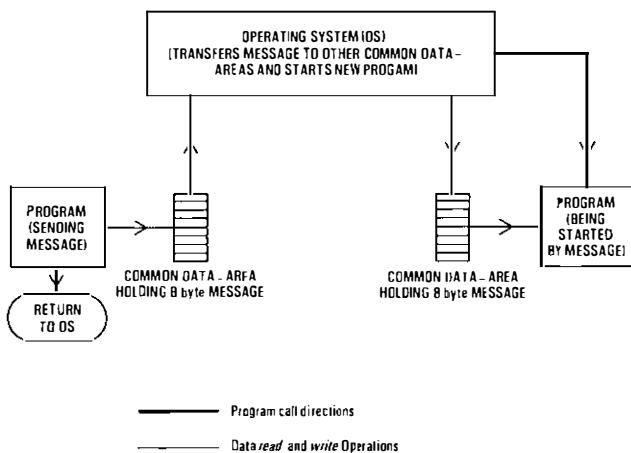 OPERATING SYSTEM (OS)
(TRANSFERS MESSAGE TO OTHER COMMON DATA –
AREAS AND STARTS NEW PROGAM)
PROGRAM
(SENDING
MESSAGE)
RETURN
TO OS
COMMON DATA – AREA
HOLDING 8 byte MESSAGE
COMMON DATA – AREA
HOLDING 8 byte MESSAGE
PROGRAM
(BEING
STARTED
BY MESSAGE)
Program call directions
Data read and write Operations